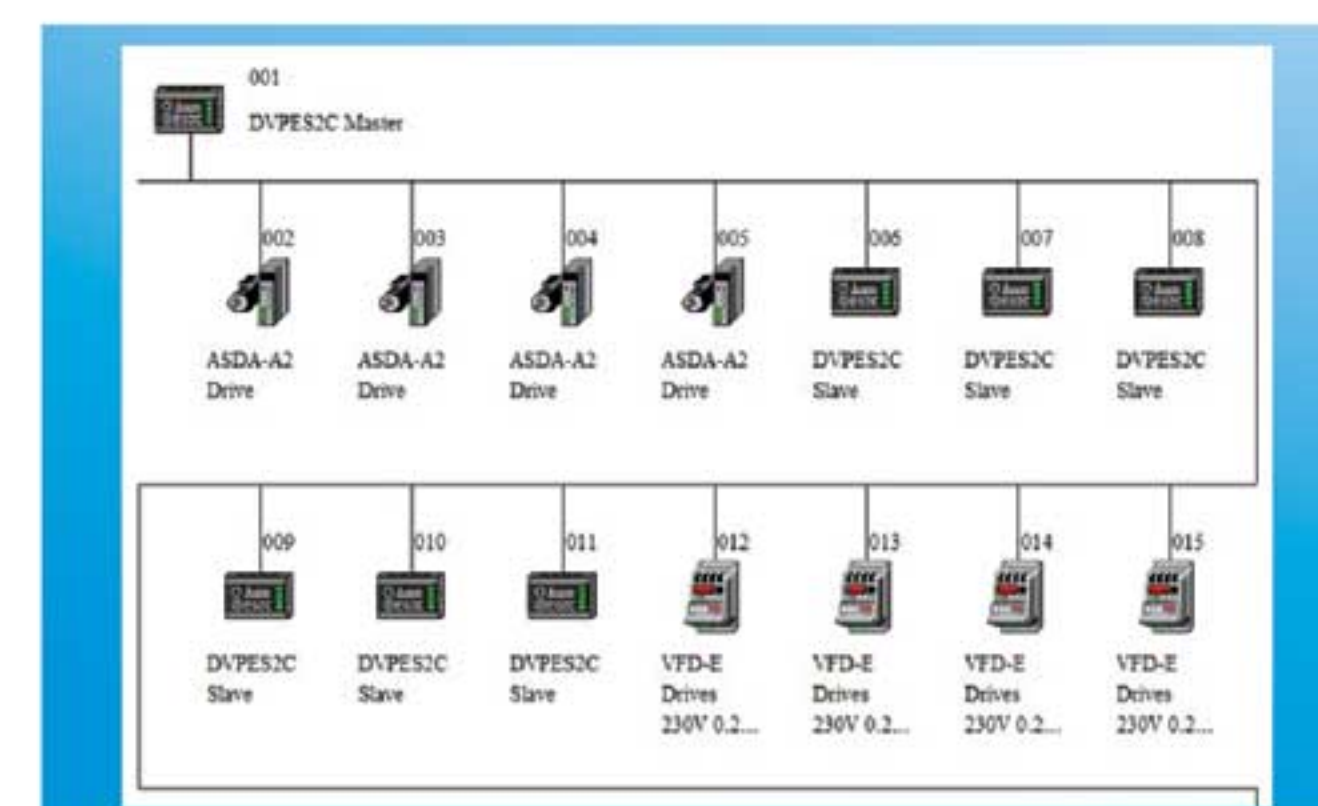 001
DVPES2C Master
002
003
004
005
006
007
008
ASDA-A2
Drive
ASDA-A2
Drive
ASDA-A2
Drive
ASDA-A2
Drive
DVPES2C
Slave
DVPES2C
Slave
DVPES2C
Slave
009
010
011
012
013
014
015
DVPES2C
Slave
DVPES2C
Slave
DVPES2C
Slave
VFD-E
Drives
230V 0.2...
VFD-E
Drives
230V 0.2...
VFD-E
Drives
230V 0.2...
VFD-E
Drives
230V 0.2...